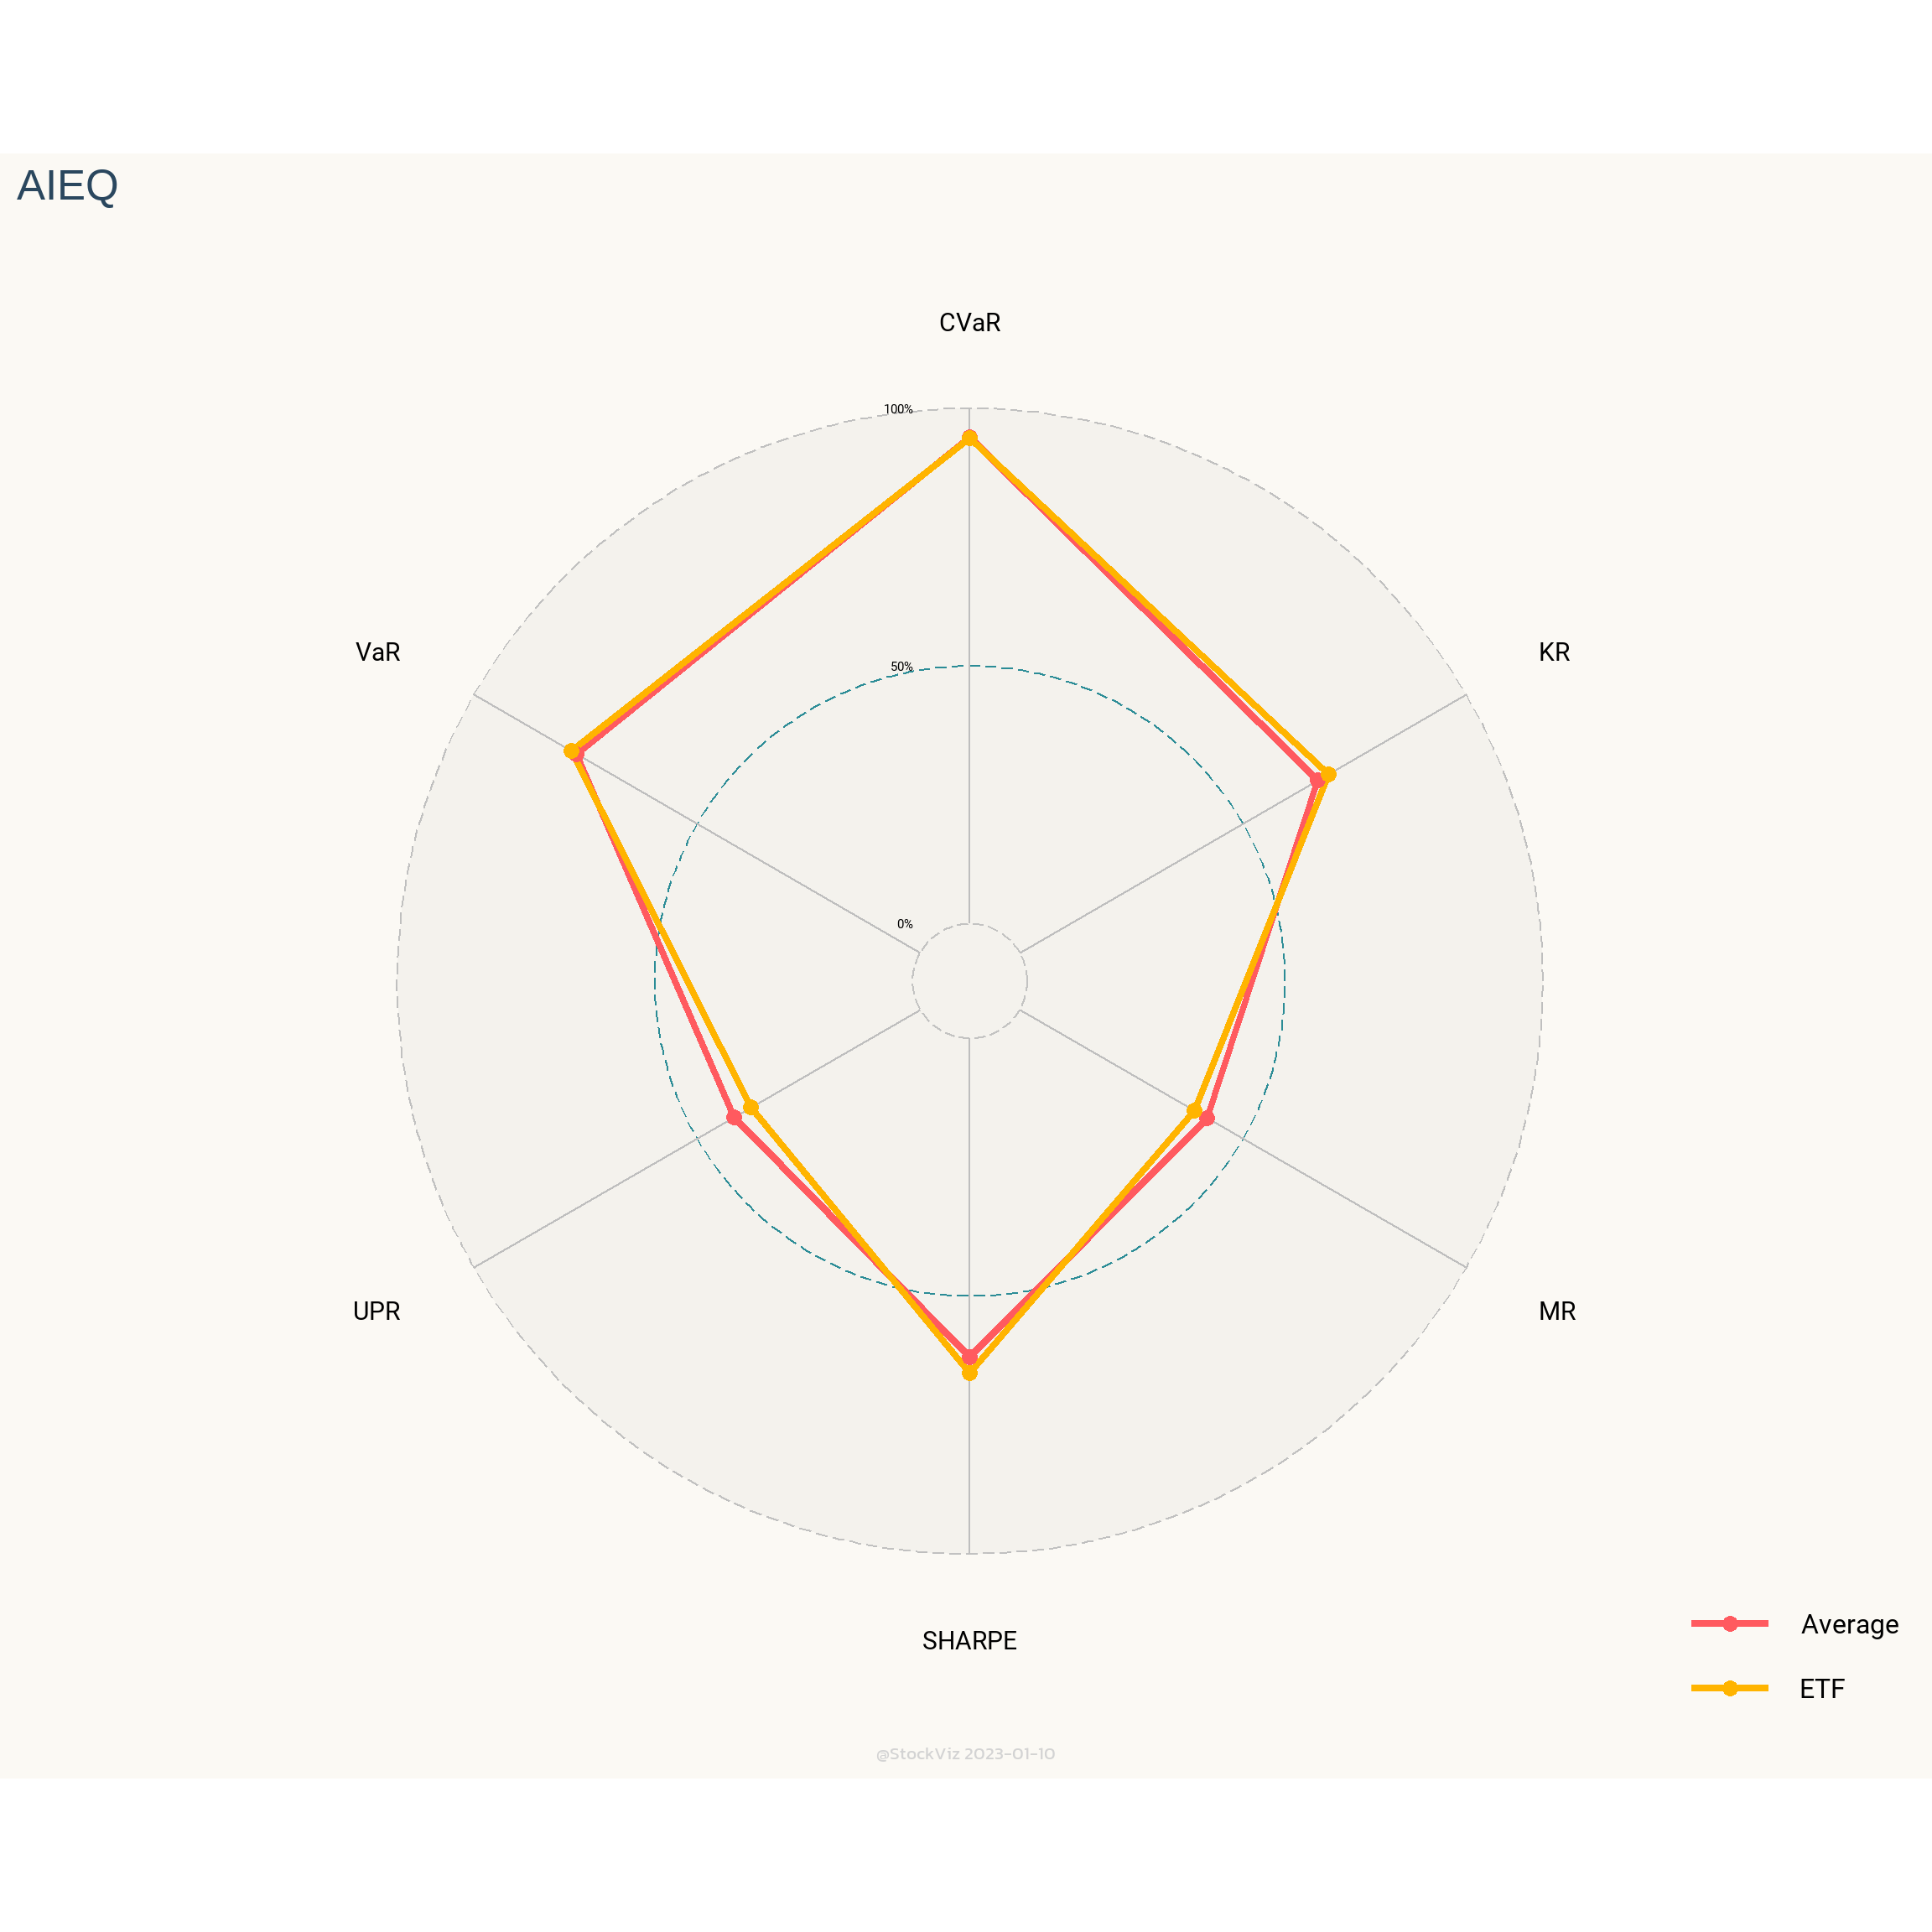 AIEQ
CVaR
100%
VaR
KR
50%
0%
UPR
MR
SHARPE
Average
ETF
@StockViz 2023-01-10